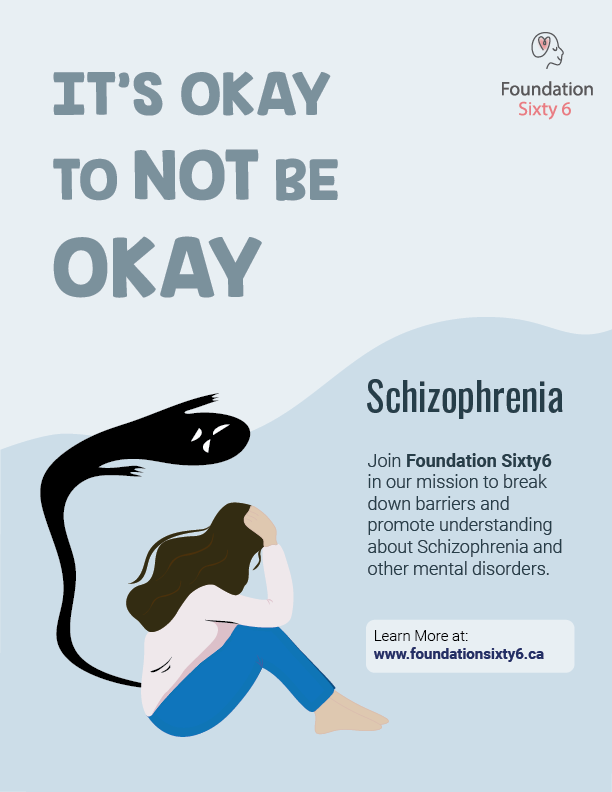 IT'S OKAY
TO NOT BE
OKAY
Foundation
Sixty 6
Schizophrenia
Join Foundation Sixty6
in our mission to break
down barriers and
promote understanding
about Schizophrenia and
other mental disorders.
Learn More at:
www.foundationsixty6.ca